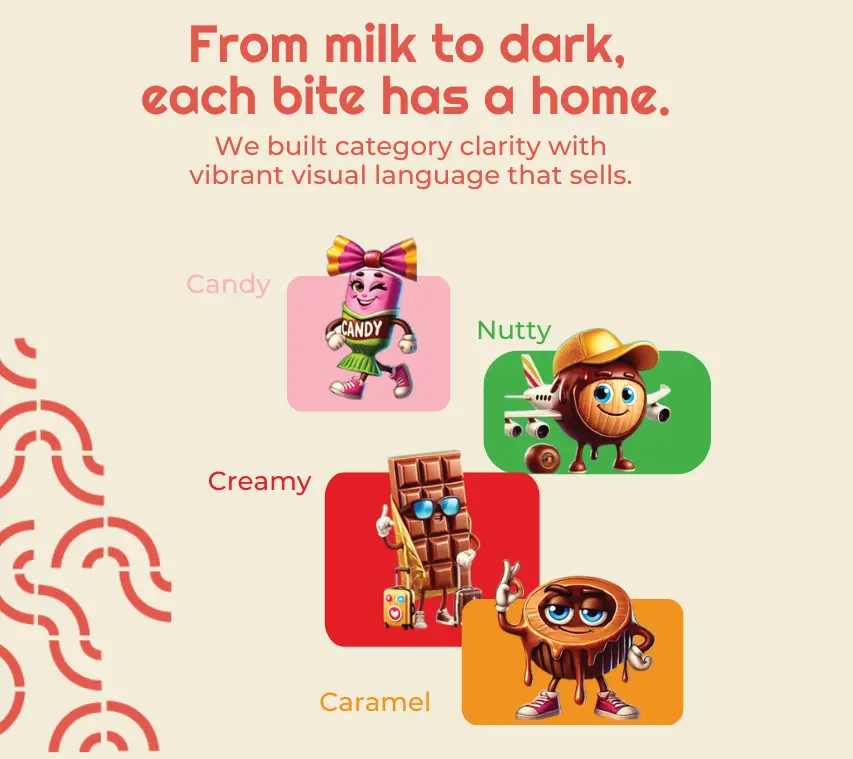 From milk to dark,
each bite has a home.
We built category clarity with
vibrant visual language that sells.
Candy
CANDY
Nutty
Creamy
Caramel